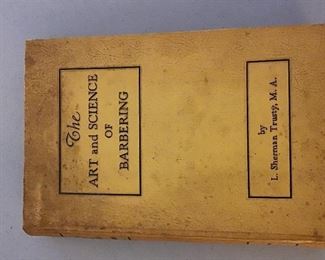 The
ART and SCIENCE
OF
BARBERING
by
L. Sherman Trusty, M. A.